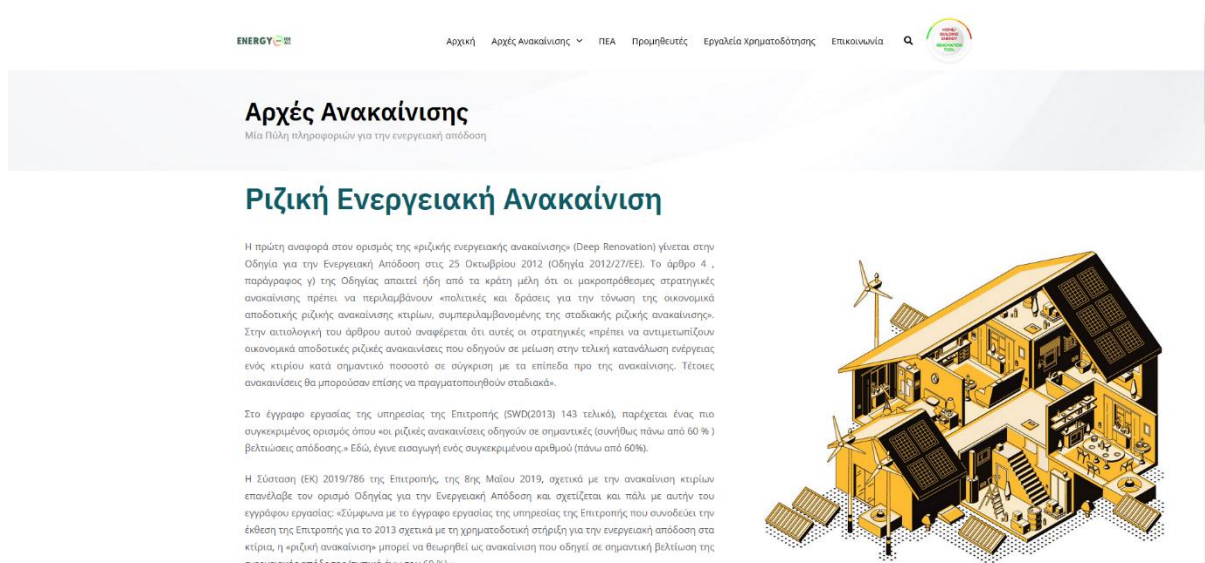 ENERGY
Αρχική Αρχές Ανακαίνισης ΠΕΑ Προμηθευτές Εργαλεία Χρηματοδότησης Επικοινωνία
HOME/
BUILDING
ENERGY
RENOVATION
TOOL
Αρχές Ανακαίνισης
Μία Πύλη πληροφοριών για την ενεργειακή απόδοση
Ριζική Ενεργειακή Ανακαίνιση
Η πρώτη αναφορά στον ορισμός της «ριζικής ενεργειακής ανακαίνισης» (Deep Renovation) γίνεται στην
Οδηγία για την Ενεργειακή Απόδοση στις 25 Οκτωβρίου 2012 (Οδηγία 2012/27/ΕΕ). Το άρθρο 4 ,
παράγραφος γ) της Οδηγίας απαιτεί ήδη από τα κράτη μέλη ότι οι μακροπρόθεσμες στρατηγικές
ανακαίνισης πρέπει να περιλαμβάνουν «πολιτικές και δράσεις για την τόνωση της οικονομικά
αποδοτικής ριζικής ανακαίνισης κτιρίων, συμπεριλαμβανομένης της σταδιακής ριζικής ανακαίνισης».
Στην αιτιολογική του άρθρου αυτού αναφέρεται ότι αυτές οι στρατηγικές «πρέπει να αντιμετωπίζουν
οικονομικά αποδοτικές ριζικές ανακαινίσεις που οδηγούν σε μείωση στην τελική κατανάλωση ενέργειας
ενός κτιρίου κατά σημαντικό ποσοστό σε σύγκριση με τα επίπεδα προ της ανακαίνισης. Τέτοιες
ανακαινίσεις θα μπορούσαν επίσης να πραγματοποιηθούν σταδιακά».
Στο έγγραφο εργασίας της υπηρεσίας της Επιτροπής (SWD(2013) 143 τελικό), παρέχεται ένας πιο
συγκεκριμένος ορισμός όπου «οι ριζικές ανακαινίσεις οδηγούν σε σημαντικές (συνήθως πάνω από 60 % )
βελτιώσεις απόδοσης.» Εδώ, έγινε εισαγωγή ενός συγκεκριμένου αριθμού (πάνω από 60%).
Η Σύσταση (ΕΚ) 2019/786 της Επιτροπής, της 8ης Μαΐου 2019, σχετικά με την ανακαίνιση κτιρίων
επανέλαβε τον ορισμό Οδηγίας για την Ενεργειακή Απόδοση και σχετίζεται και πάλι με αυτήν του
εγγράφου εργασίας: «Σύμφωνα με το έγγραφο εργασίας της υπηρεσίας της Επιτροπής που συνοδεύει την
έκθεση της Επιτροπής για το 2013 σχετικά με τη χρηματοδοτική στήριξη για την ενεργειακή απόδοση στα
κτίρια, η «ριζική ανακαίνιση» μπορεί να θεωρηθεί ως ανακαίνιση που οδηγεί σε σημαντική βελτίωση της